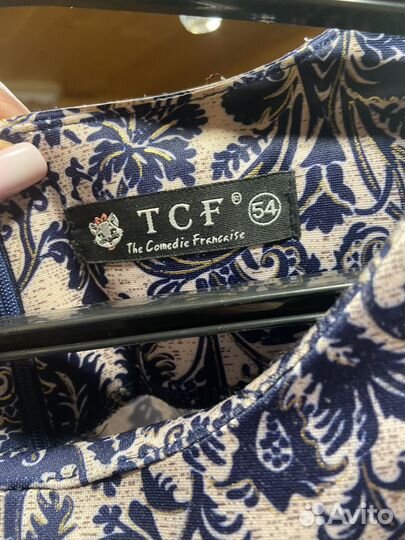 TCF ® 54
The Comedie Francaise
Avito